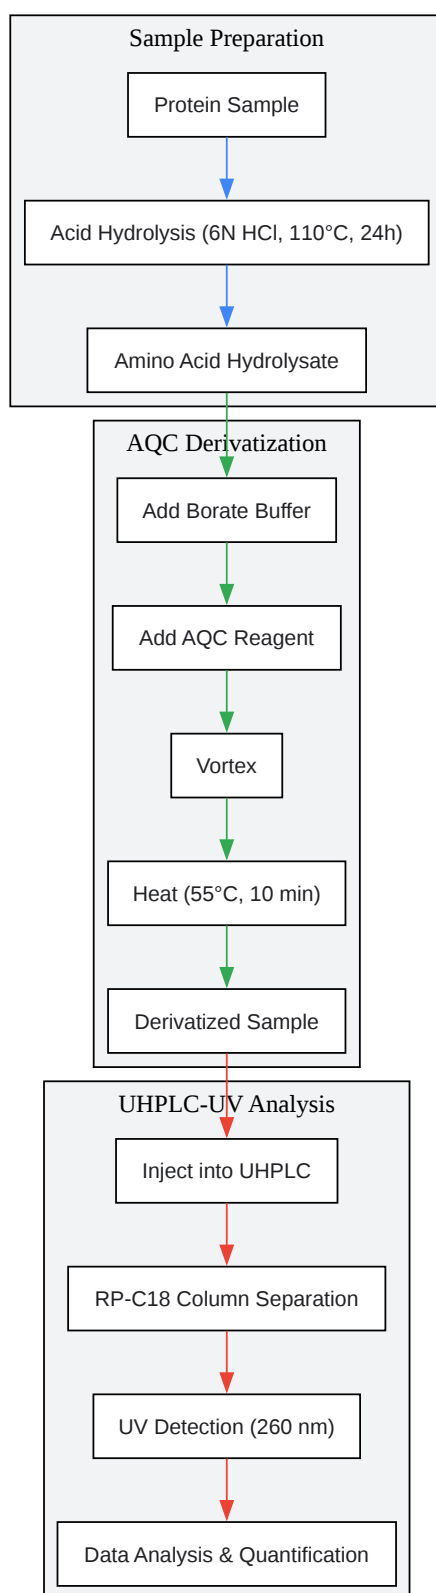 Sample Preparation
Protein Sample
Acid Hydrolysis (6N HCl, 110°C, 24h)
Amino Acid Hydrolysate
AQC Derivatization
Add Borate Buffer
Add AQC Reagent
Vortex
Heat (55°C, 10 min)
Derivatized Sample
UHPLC-UV Analysis
Inject into UHPLC
RP-C18 Column Separation
UV Detection (260 nm)
Data Analysis & Quantification